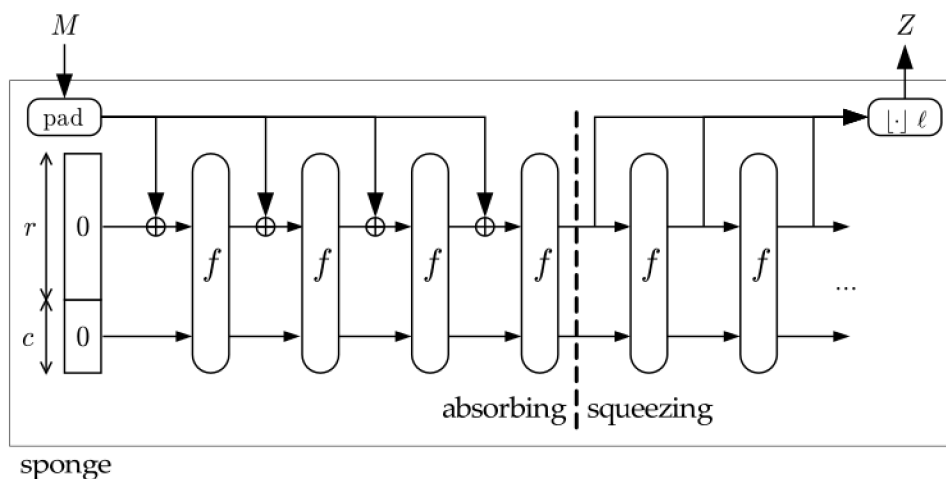 M Z
pad ⌊·⌋ ℓ
r 0 ⊕ ⊕ ⊕ ⊕
f f f f f f
...
c 0
absorbing squeezing
sponge